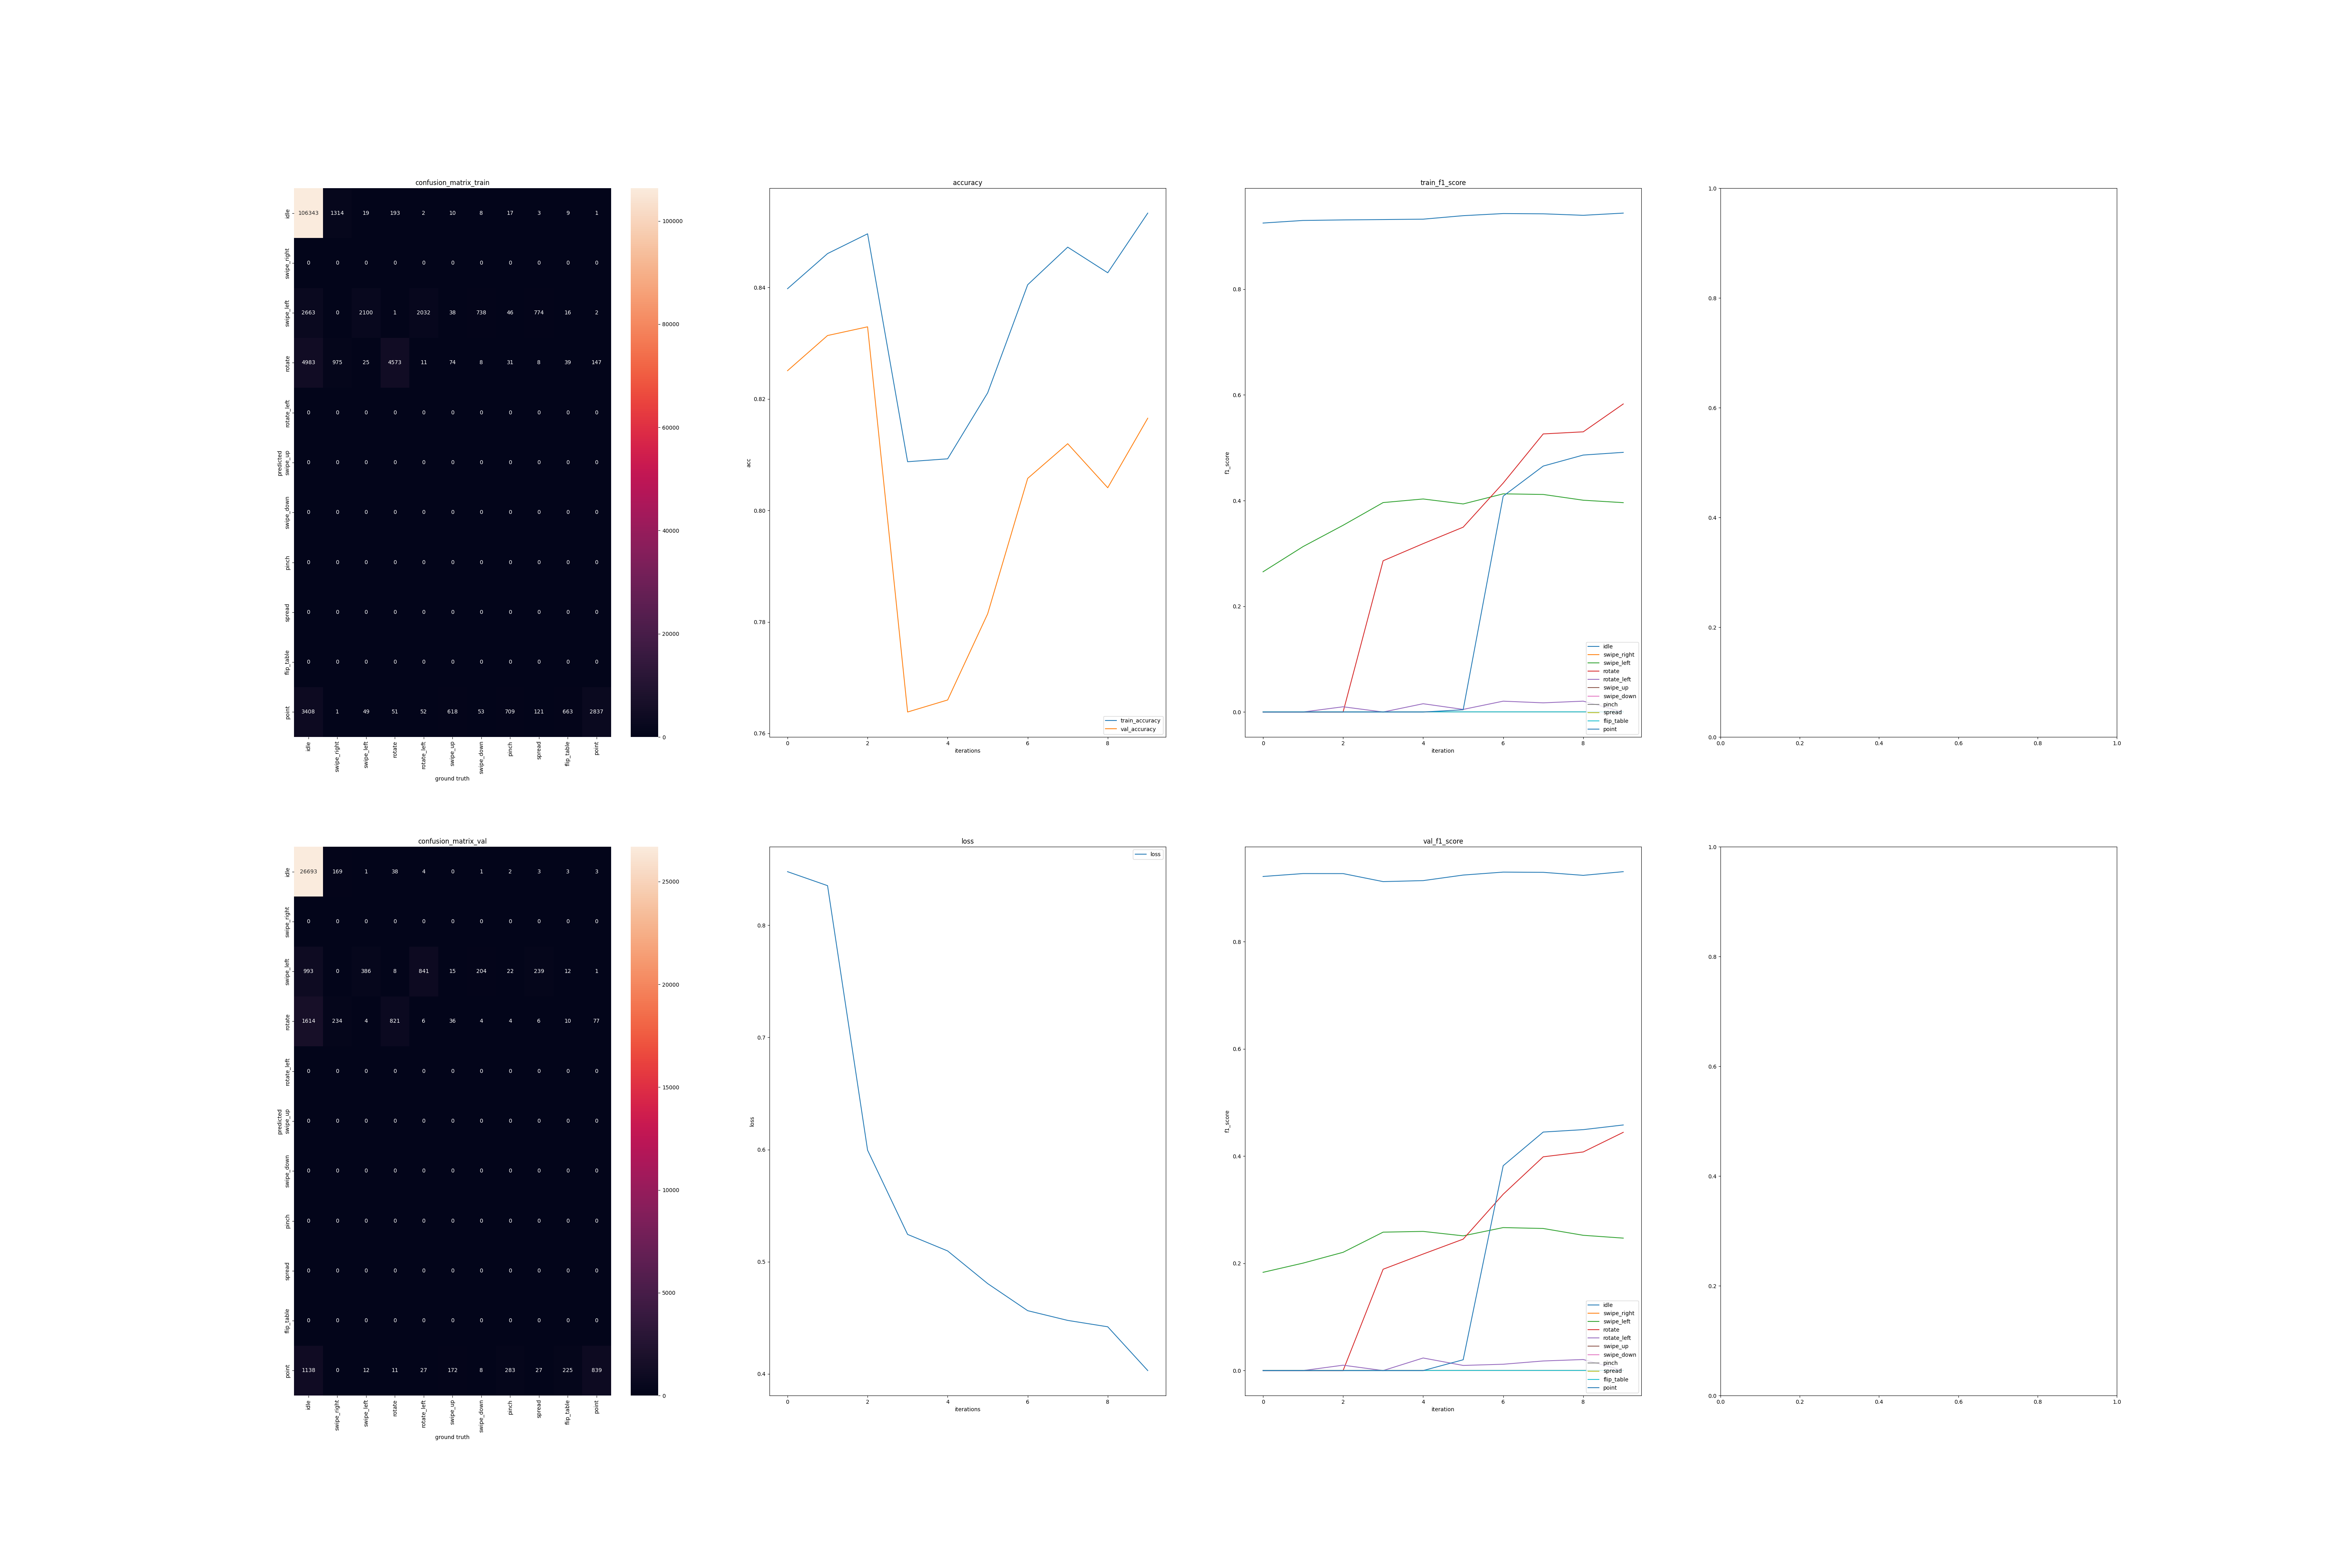 confusion_matrix_train
idle 106343 1314 19 193 2 10 8 17 3 9 1
swipe_right 0 0 0 0 0 0 0 0 0 0 0
swipe_left 2663 0 2100 1 2032 38 738 46 774 16 2
rotate 4983 975 25 4573 11 74 8 31 8 39 147
rotate_left 0 0 0 0 0 0 0 0 0 0 0
predicted
swipe_up 0 0 0 0 0 0 0 0 0 0 0
swipe_down 0 0 0 0 0 0 0 0 0 0 0
pinch 0 0 0 0 0 0 0 0 0 0 0
spread 0 0 0 0 0 0 0 0 0 0 0
flip_table 0 0 0 0 0 0 0 0 0 0 0
point 3408 1 49 51 52 618 53 709 121 663 2837
idle swipe_right swipe_left rotate rotate_left swipe_up swipe_down pinch spread flip_table point
ground truth
100000
80000
60000
40000
20000
0
accuracy
acc
0.84
0.82
0.80
0.78
0.76
0 2 4 6 8
iterations
train_accuracy
val_accuracy
train_f1_score
f1_score
0.8
0.6
0.4
0.2
0.0
0 2 4 6 8
iteration
idle
swipe_right
swipe_left
rotate
rotate_left
swipe_up
swipe_down
pinch
spread
flip_table
point
1.0
0.8
0.6
0.4
0.2
0.0
0.0 0.2 0.4 0.6 0.8 1.0
confusion_matrix_val
idle 26693 169 1 38 4 0 1 2 3 3 3
swipe_right 0 0 0 0 0 0 0 0 0 0 0
swipe_left 993 0 386 8 841 15 204 22 239 12 1
rotate 1614 234 4 821 6 36 4 4 6 10 77
rotate_left 0 0 0 0 0 0 0 0 0 0 0
predicted
swipe_up 0 0 0 0 0 0 0 0 0 0 0
swipe_down 0 0 0 0 0 0 0 0 0 0 0
pinch 0 0 0 0 0 0 0 0 0 0 0
spread 0 0 0 0 0 0 0 0 0 0 0
flip_table 0 0 0 0 0 0 0 0 0 0 0
point 1138 0 12 11 27 172 8 283 27 225 839
idle swipe_right swipe_left rotate rotate_left swipe_up swipe_down pinch spread flip_table point
ground truth
25000
20000
15000
10000
5000
0
loss
loss
0.8
0.7
0.6
0.5
0.4
0 2 4 6 8
iterations
loss
val_f1_score
f1_score
0.8
0.6
0.4
0.2
0.0
0 2 4 6 8
iteration
idle
swipe_right
swipe_left
rotate
rotate_left
swipe_up
swipe_down
pinch
spread
flip_table
point
1.0
0.8
0.6
0.4
0.2
0.0
0.0 0.2 0.4 0.6 0.8 1.0